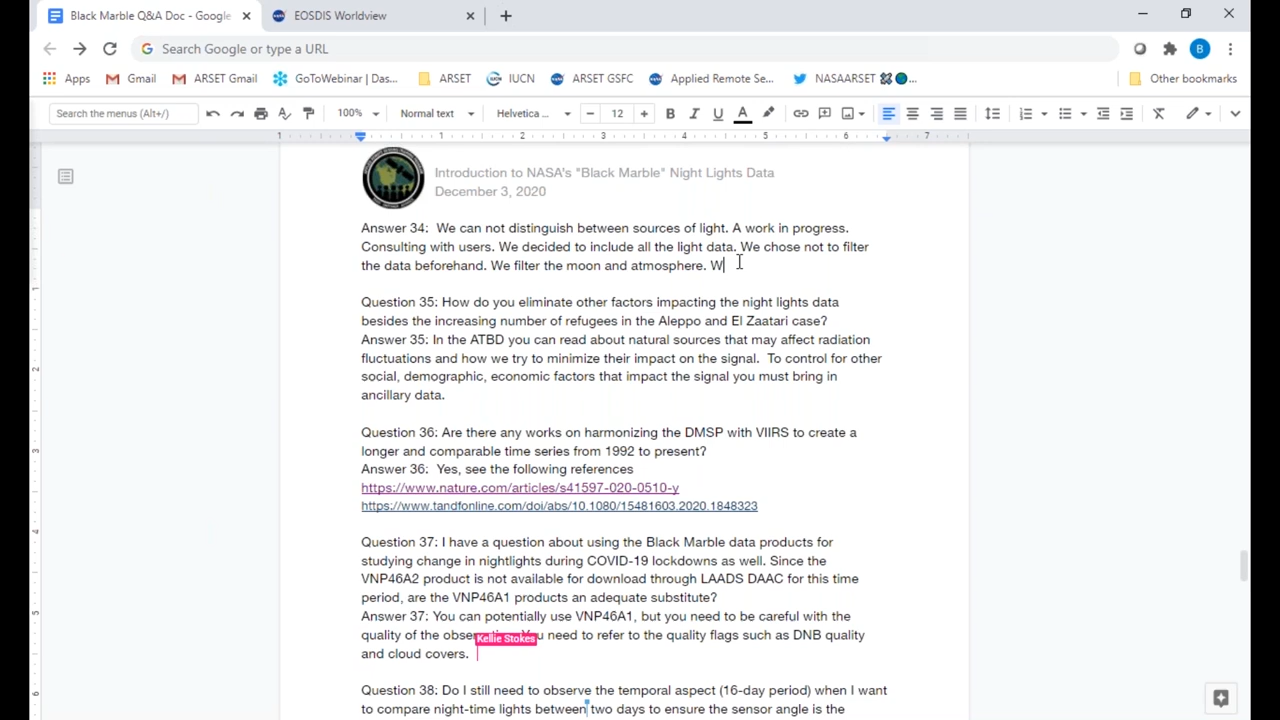 Black Marble Q&A Doc - Google
EOSDIS Worldview
Search Google or type a URL
B
Apps
Gmail
ARSET Gmail
GoToWebinar | Das...
ARSET
IUCN
ARSET GSFC
Applied Remote Se...
NASAARSET
Other bookmarks
Search the menus (Alt+/)
100%
Normal text
Helvetica ...
12
B I U A
1 1 2 3 4 5 6 7
Introduction to NASA's "Black Marble" Night Lights Data
December 3, 2020
Answer 34: We can not distinguish between sources of light. A work in progress.
Consulting with users. We decided to include all the light data. We chose not to filter
the data beforehand. We filter the moon and atmosphere. W
Question 35: How do you eliminate other factors impacting the night lights data
besides the increasing number of refugees in the Aleppo and El Zaatari case?
Answer 35: In the ATBD you can read about natural sources that may affect radiation
fluctuations and how we try to minimize their impact on the signal. To control for other
social, demographic, economic factors that impact the signal you must bring in
ancillary data.
Question 36: Are there any works on harmonizing the DMSP with VIIRS to create a
longer and comparable time series from 1992 to present?
Answer 36: Yes, see the following references
https://www.nature.com/articles/s41597-020-0510-y
https://www.tandfonline.com/doi/abs/10.1080/15481603.2020.1848323
Question 37: I have a question about using the Black Marble data products for
studying change in nightlights during COVID-19 lockdowns as well. Since the
VNP46A2 product is not available for download through LAADS DAAC for this time
period, are the VNP46A1 products an adequate substitute?
Answer 37: You can potentially use VNP46A1, but you need to be careful with the
quality of the You need to refer to the quality flags such as DNB quality
Kellie Stokes
and cloud covers.
Question 38: Do I still need to observe the temporal aspect (16-day period) when I want
to compare night-time lights between two days to ensure the sensor angle is the